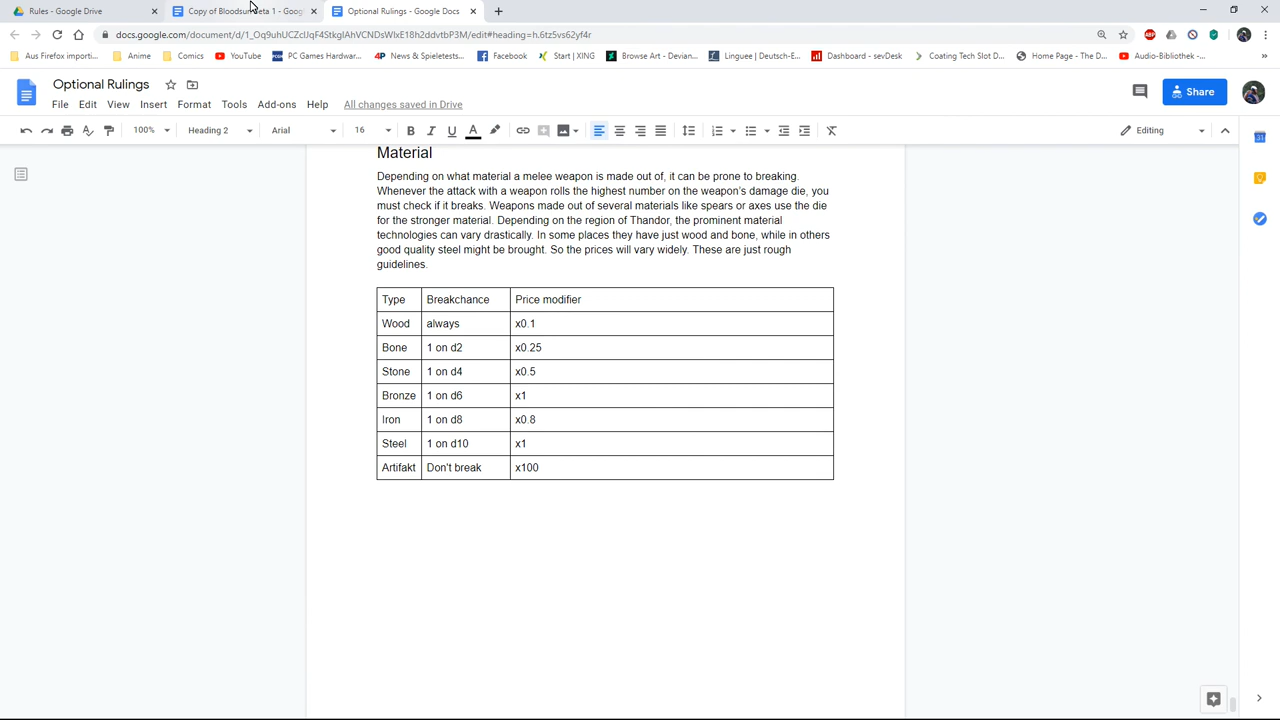 Rules - Google Drive
Copy of Bloodsu
eta 1 - Goog
Optional Rulings - Google Docs
docs.google.com/document/d/1_Oq9uhUCZcIJqF4StkgIAhVCNDsWIxE18h2ddvtbP3M/edit#heading=h.6tz5vs62yf4r
Aus Firefox importi...
Anime
Comics
YouTube
PC Games Hardwar...
4P News & Spieletests...
Facebook
Start | XING
Browse Art - Devian...
Linguee | Deutsch-E...
Dashboard - sevDesk
Coating Tech Slot D...
Home Page - The D...
Audio-Bibliothek -...
Optional Rulings
File Edit View Insert Format Tools Add-ons Help All changes saved in Drive
Share
100% Heading 2 Arial 16 Editing
Material
Depending on what material a melee weapon is made out of, it can be prone to breaking.
Whenever the attack with a weapon rolls the highest number on the weapon's damage die, you
must check if it breaks. Weapons made out of several materials like spears or axes use the die
for the stronger material. Depending on the region of Thandor, the prominent material
technologies can vary drastically. In some places they have just wood and bone, while in others
good quality steel might be brought. So the prices will vary widely. These are just rough
guidelines.
Type Breakchance Price modifier
Wood always x0.1
Bone 1 on d2 x0.25
Stone 1 on d4 x0.5
Bronze 1 on d6 x1
Iron 1 on d8 x0.8
Steel 1 on d10 x1
Artifakt Don't break x100